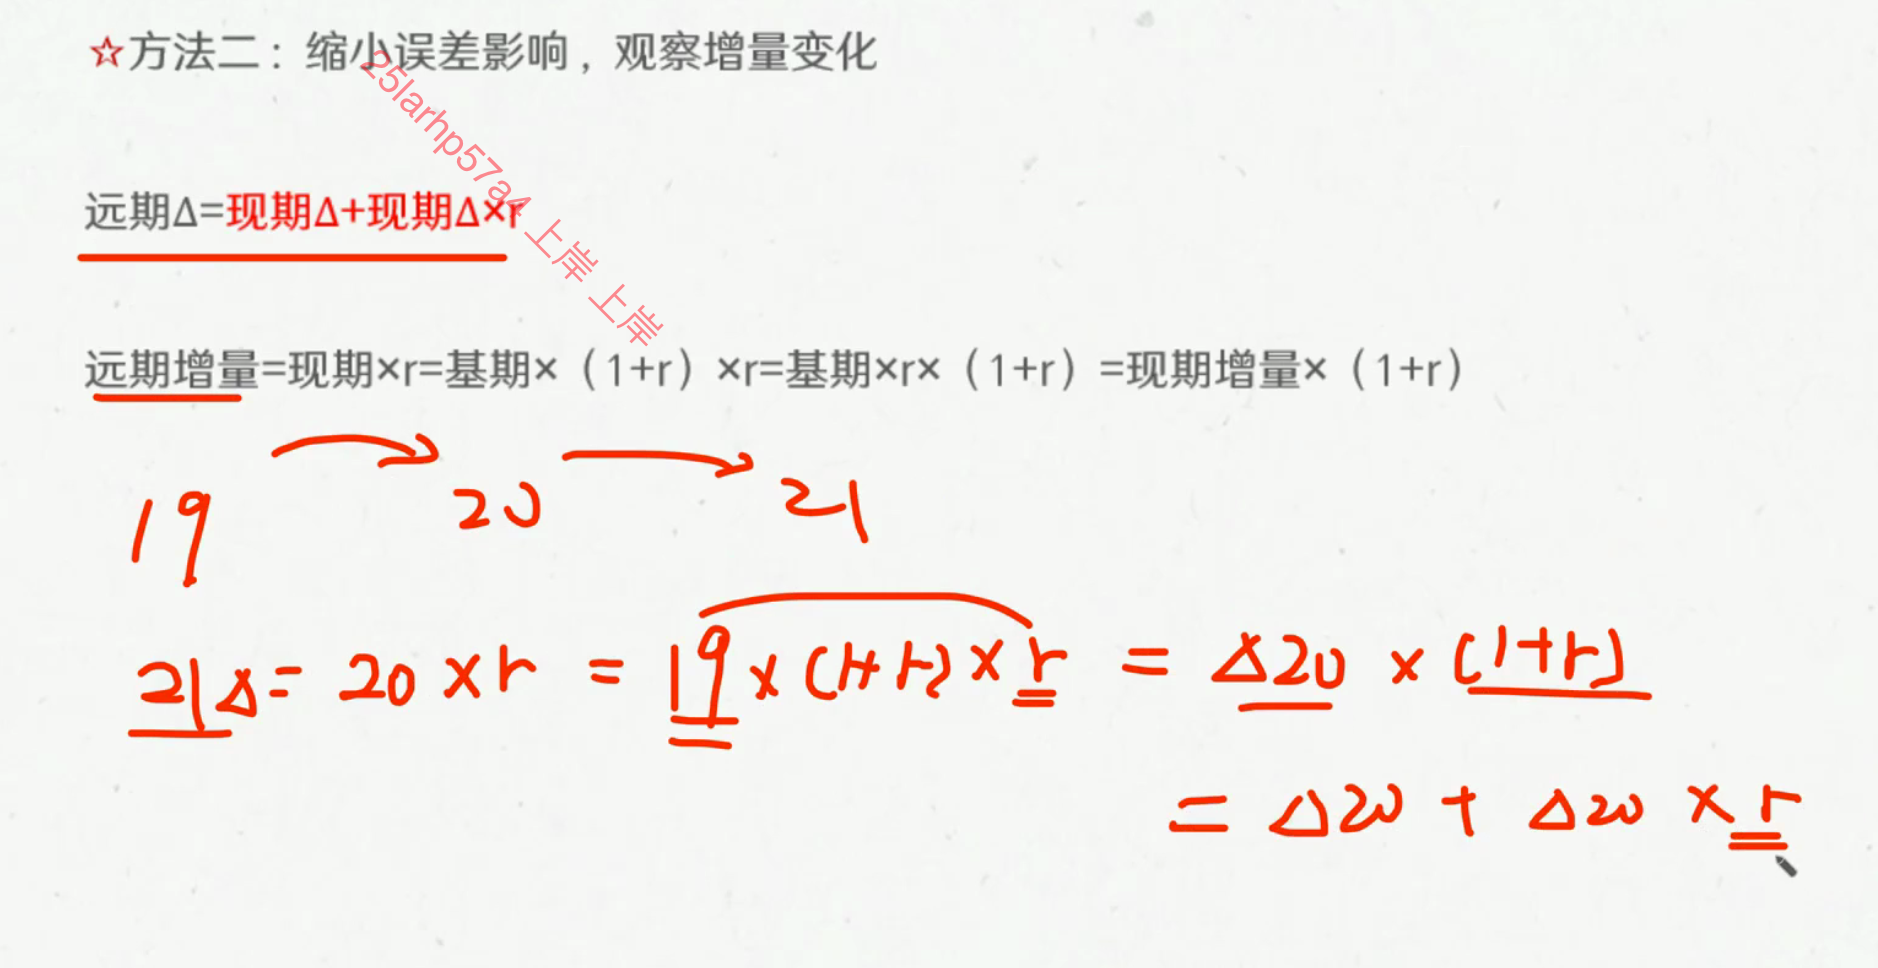 ☆方法二：缩小误差影响，观察增量变化
25larhp57a4 上岸 上岸
远期Δ=现期Δ+现期Δ×r
远期增量=现期×r=基期×（1+r）×r=基期×r×（1+r）=现期增量×（1+r）
19 20 21
21Δ= 20×r = 19×(1+r)×r = Δ20×(1+r)
= Δ20 + Δ20 × r